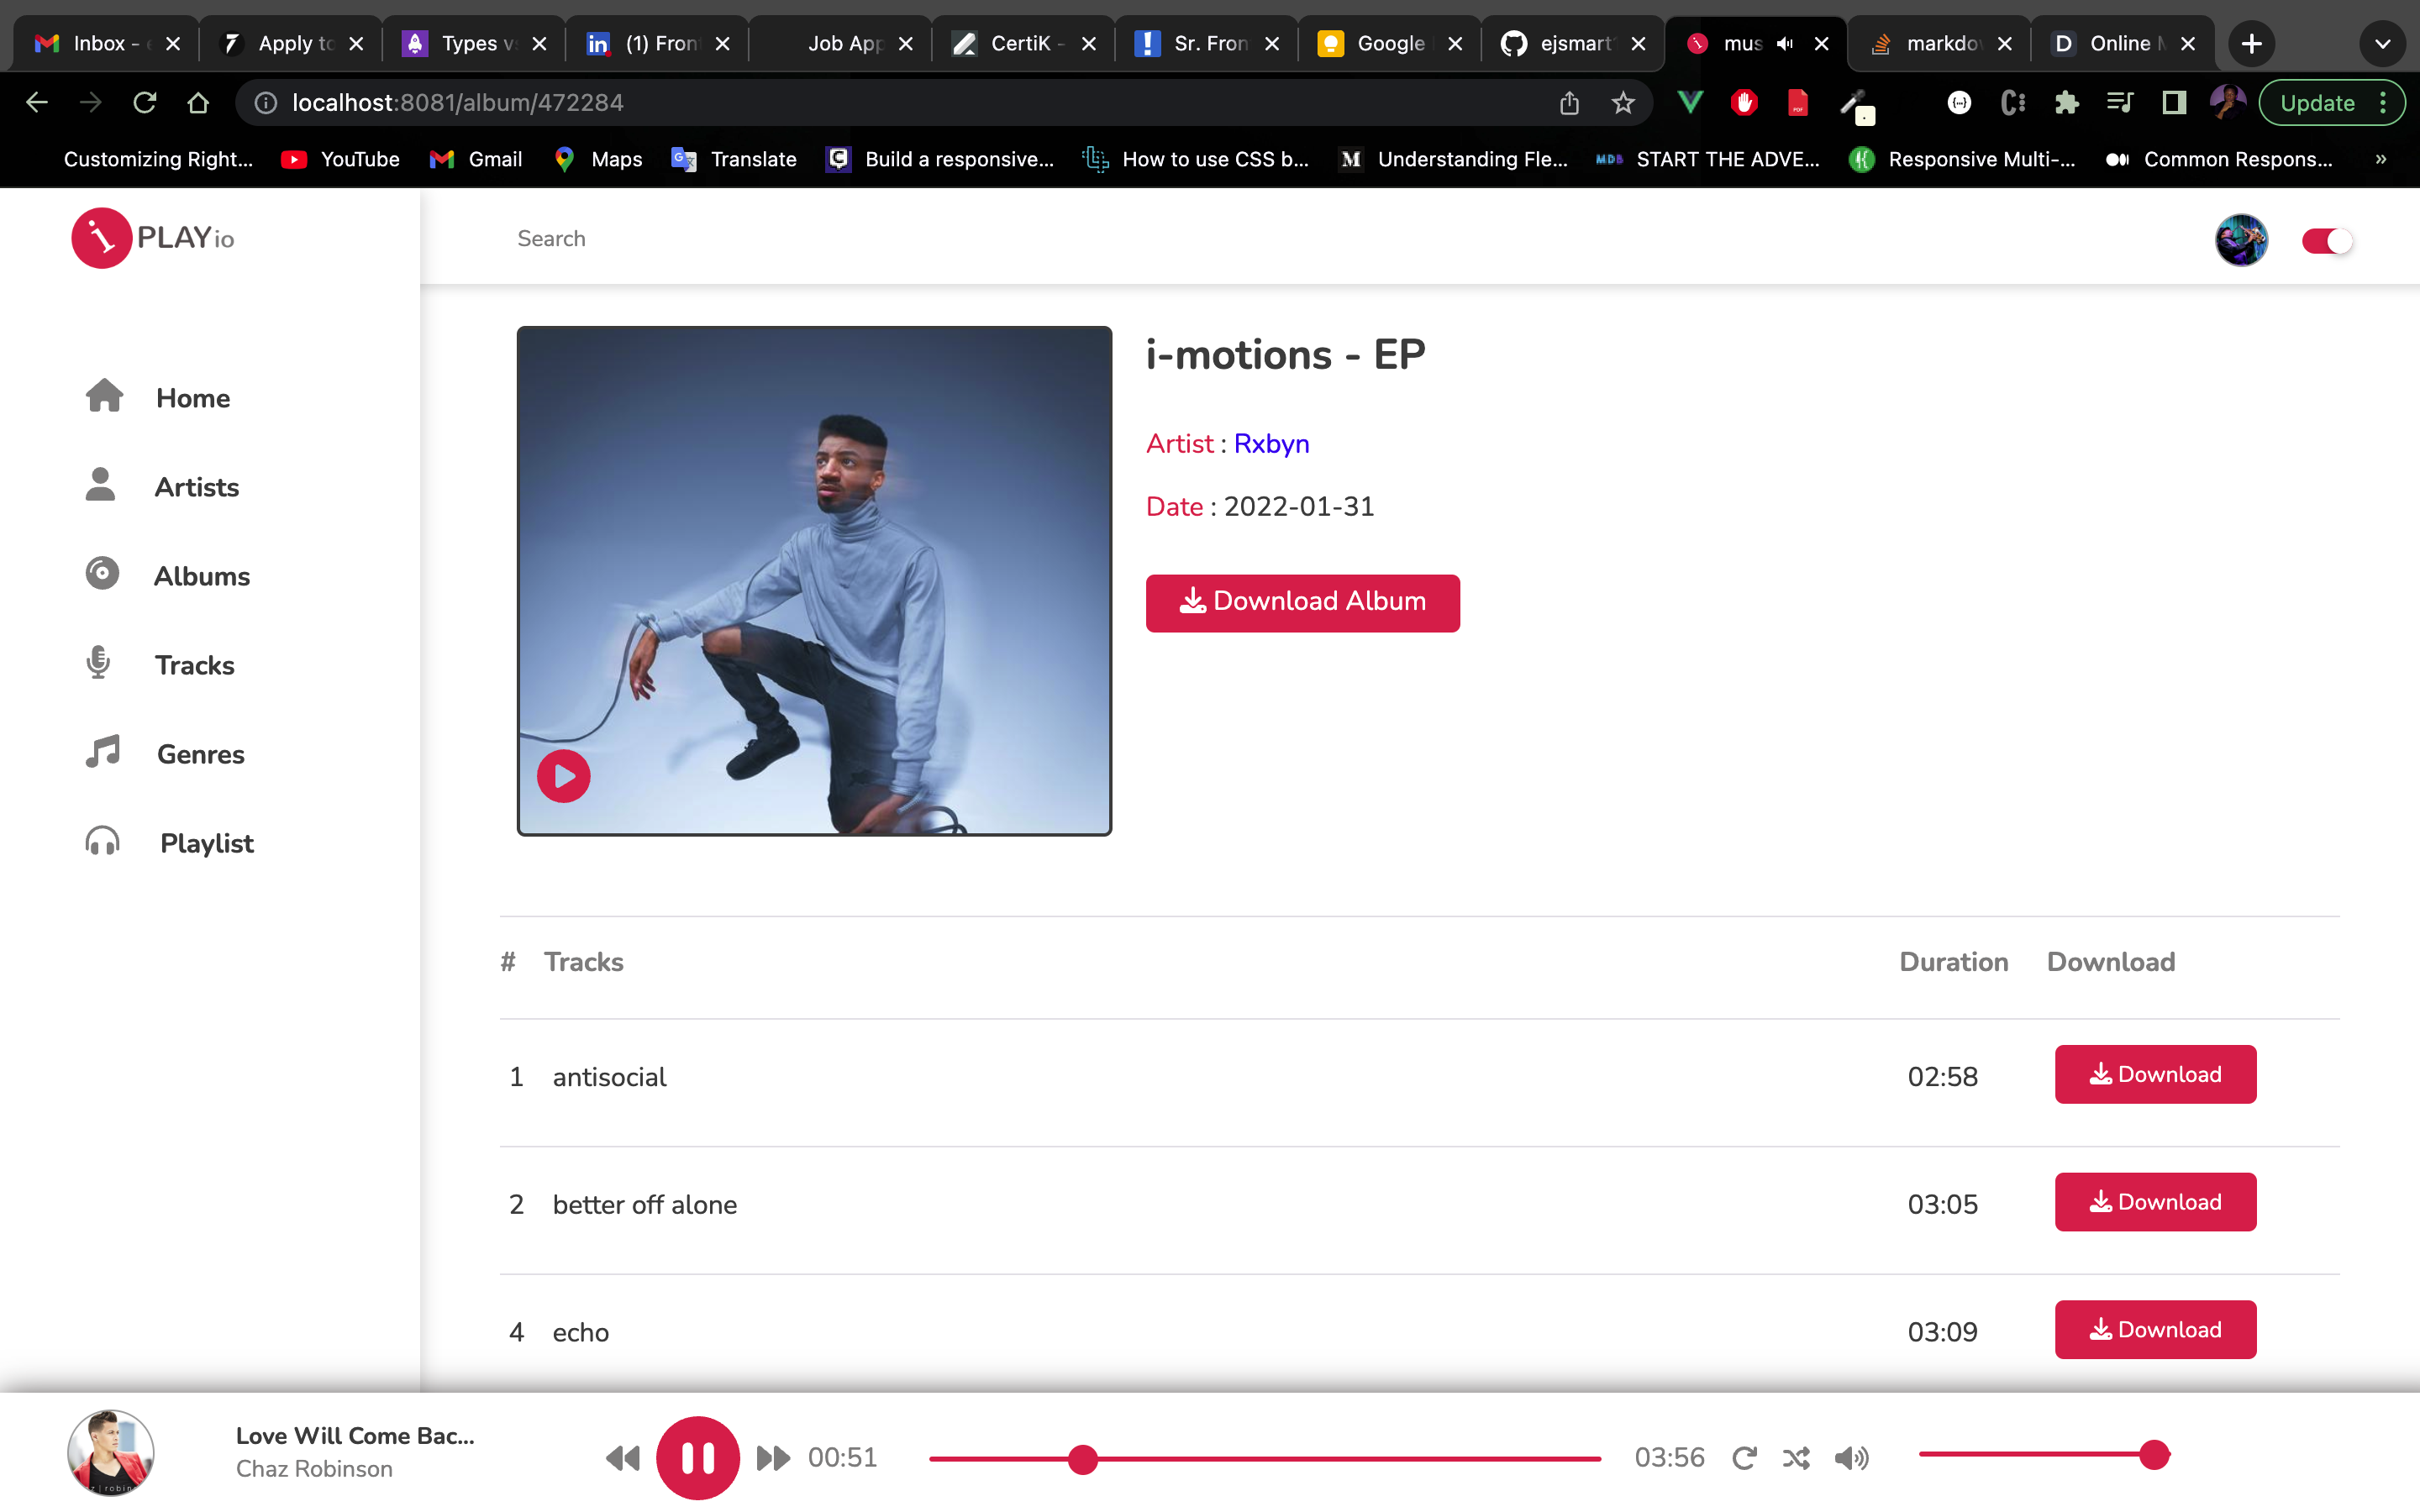 Inbox - Apply to Types v (1) Fron Job App CertiK - Sr. Fron Google ejsmart mus markdo Online
localhost:8081/album/472284 Update
Customizing Right... YouTube Gmail Maps Translate Build a responsive... How to use CSS b... Understanding Fle... START THE ADVE... Responsive Multi-... Common Respons... »
i PLAYio
Search
Home
Artists
Albums
Tracks
Genres
Playlist
i-motions - EP
Artist : Rxbyn
Date : 2022-01-31
Download Album
# Tracks Duration Download
1 antisocial 02:58 Download
2 better off alone 03:05 Download
4 echo 03:09 Download
Love Will Come Bac...
Chaz Robinson
00:51 03:56